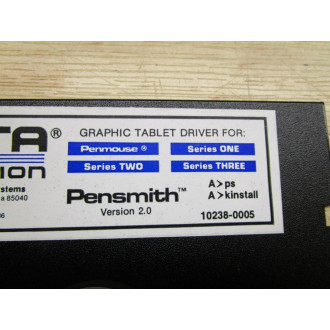 TA® GRAPHIC TABLET DRIVER FOR:
Penmouse® Series ONE
ion Series TWO Series THREE
stems A>ps
a 85040 Pensmith™ A>kinstall
6 Version 2.0 10238-0005